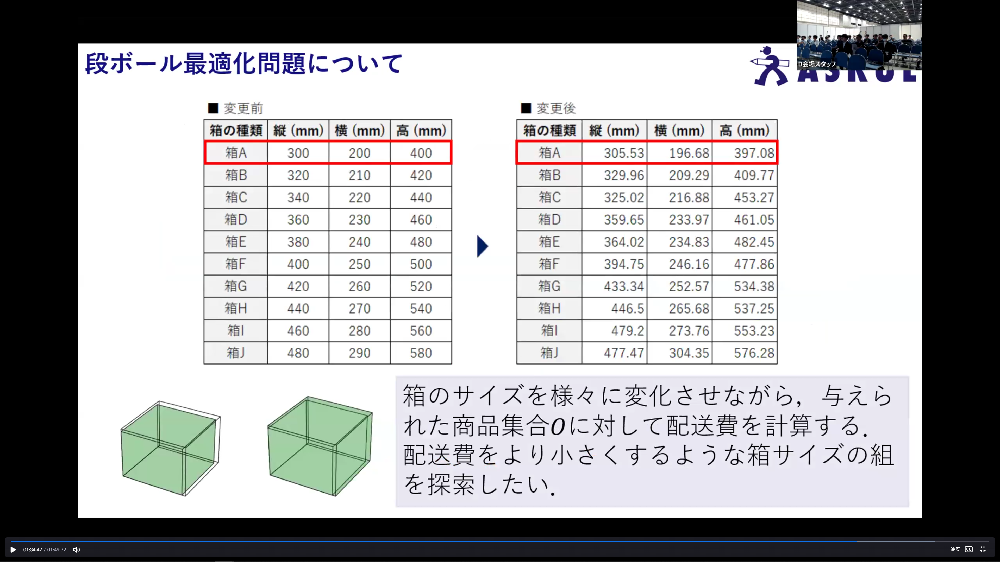 D会場スタッフ
段ボール最適化問題について
■ 変更前
箱の種類 縦 (mm) 横 (mm) 高 (mm)
箱A 300 200 400
箱B 320 210 420
箱C 340 220 440
箱D 360 230 460
箱E 380 240 480
箱F 400 250 500
箱G 420 260 520
箱H 440 270 540
箱I 460 280 560
箱J 480 290 580
■ 変更後
箱の種類 縦 (mm) 横 (mm) 高 (mm)
箱A 305.53 196.68 397.08
箱B 329.96 209.29 409.77
箱C 325.02 216.88 453.27
箱D 359.65 233.97 461.05
箱E 364.02 234.83 482.45
箱F 394.75 246.16 477.86
箱G 433.34 252.57 534.38
箱H 446.5 265.68 537.25
箱I 479.2 273.76 553.23
箱J 477.47 304.35 576.28
箱のサイズを様々に変化させながら，与えら
れた商品集合Oに対して配送費を計算する．
配送費をより小さくするような箱サイズの組
を探索したい．
01:34:47 / 01:49:32
速度 CC